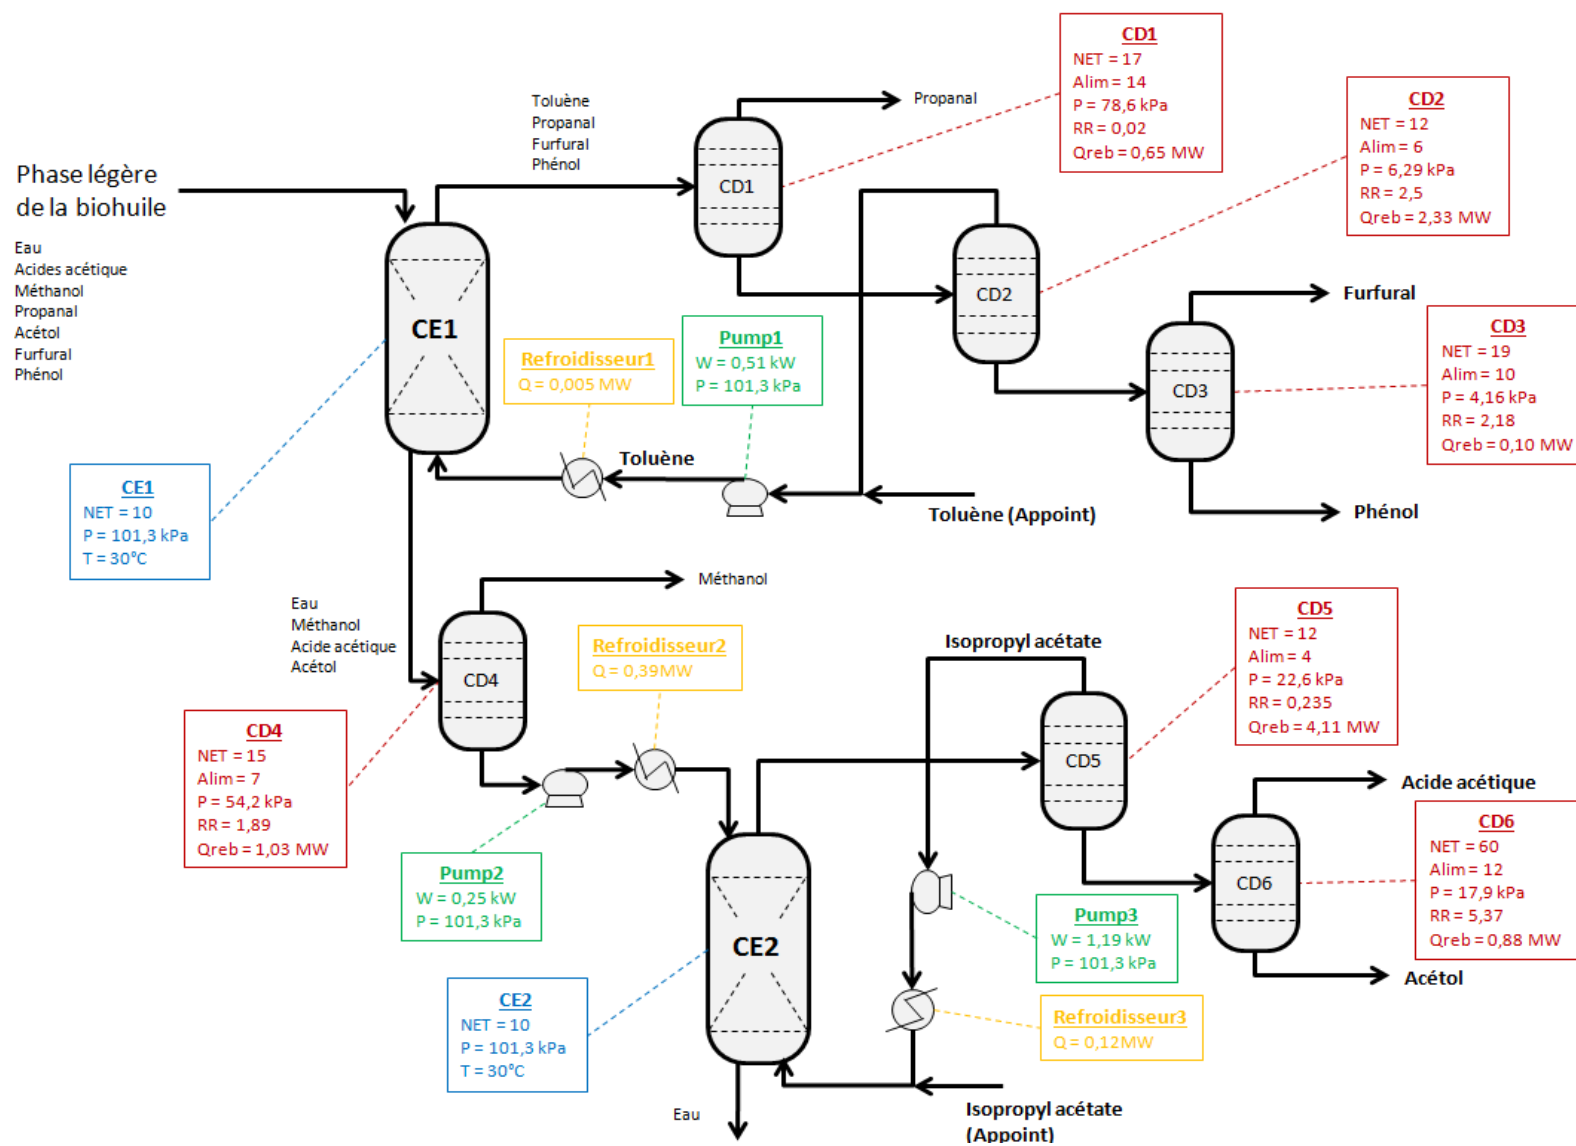 CD1
NET = 17
Alim = 14
P = 78,6 kPa
RR = 0,02
Qreb = 0,65 MW
CD2
NET = 12
Alim = 6
P = 6,29 kPa
RR = 2,5
Qreb = 2,33 MW
Toluène
Propanal
Furfural
Phénol
Propanal
CD1
Phase légère
de la biohuile
Eau
Acides acétique
Méthanol
Propanal
Acétol
Furfural
Phénol
CE1
CD2
Furfural
CD3
NET = 19
Alim = 10
P = 4,16 kPa
RR = 2,18
Qreb = 0,10 MW
CD3
Refroidisseur1
Q = 0,005 MW
Pump1
W = 0,51 kW
P = 101,3 kPa
Toluène
Toluène (Appoint)
Phénol
CE1
NET = 10
P = 101,3 kPa
T = 30°C
Eau
Méthanol
Acide acétique
Acétol
Méthanol
CD4
Refroidisseur2
Q = 0,39MW
Isopropyl acétate
CD5
NET = 12
Alim = 4
P = 22,6 kPa
RR = 0,235
Qreb = 4,11 MW
CD4
NET = 15
Alim = 7
P = 54,2 kPa
RR = 1,89
Qreb = 1,03 MW
CD5
Acide acétique
CD6
NET = 60
Alim = 12
P = 17,9 kPa
RR = 5,37
Qreb = 0,88 MW
CD6
Pump2
W = 0,25 kW
P = 101,3 kPa
CE2
Pump3
W = 1,19 kW
P = 101,3 kPa
Acétol
CE2
NET = 10
P = 101,3 kPa
T = 30°C
Refroidisseur3
Q = 0,12MW
Eau
Isopropyl acétate
(Appoint)